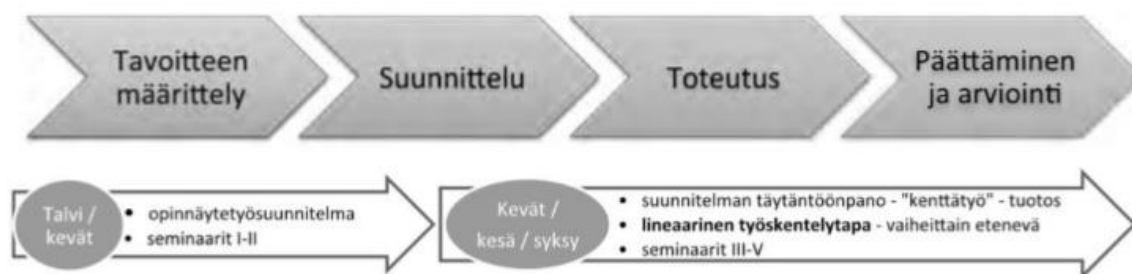 Tavoitteen
määrittely
Suunnittelu
Toteutus
Päättäminen
ja arviointi
Talvi /
kevät
• opinnäytetyösuunnitelma
• seminaarit I-II
Kevät /
kesä / syksy
• suunnitelman täytäntöönpano - "kenttätyö" - tuotos
• lineaarinen työskentelytapa - vaiheittain etenevä
• seminaarit III-V